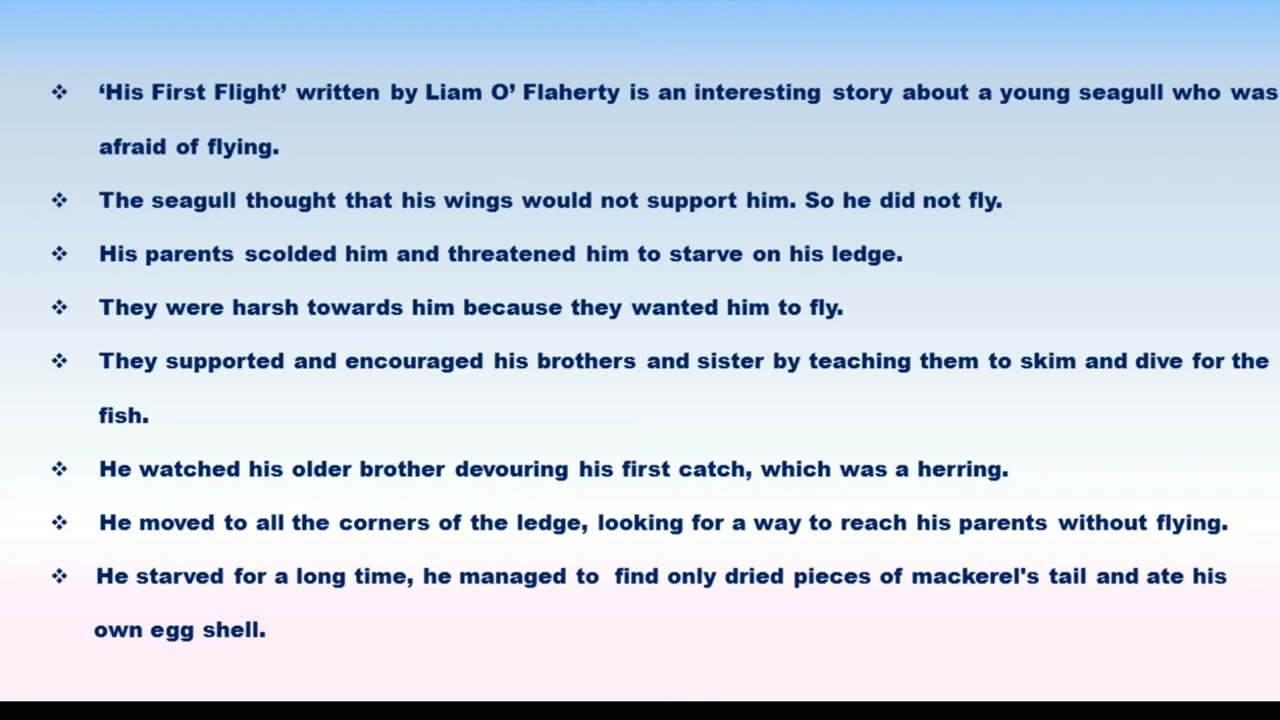 ❖ ‘His First Flight’ written by Liam O’ Flaherty is an interesting story about a young seagull who was
afraid of flying.
❖ The seagull thought that his wings would not support him. So he did not fly.
❖ His parents scolded him and threatened him to starve on his ledge.
❖ They were harsh towards him because they wanted him to fly.
❖ They supported and encouraged his brothers and sister by teaching them to skim and dive for the
fish.
❖ He watched his older brother devouring his first catch, which was a herring.
❖ He moved to all the corners of the ledge, looking for a way to reach his parents without flying.
❖ He starved for a long time, he managed to find only dried pieces of mackerel's tail and ate his
own egg shell.